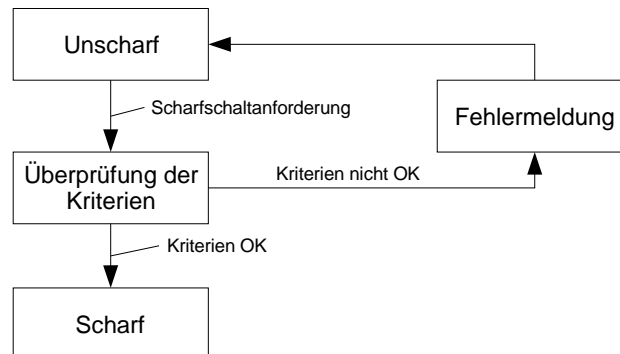 Unscharf
Scharfschaltanforderung
Fehlermeldung
Überprüfung der
Kriterien
Kriterien nicht OK
Kriterien OK
Scharf